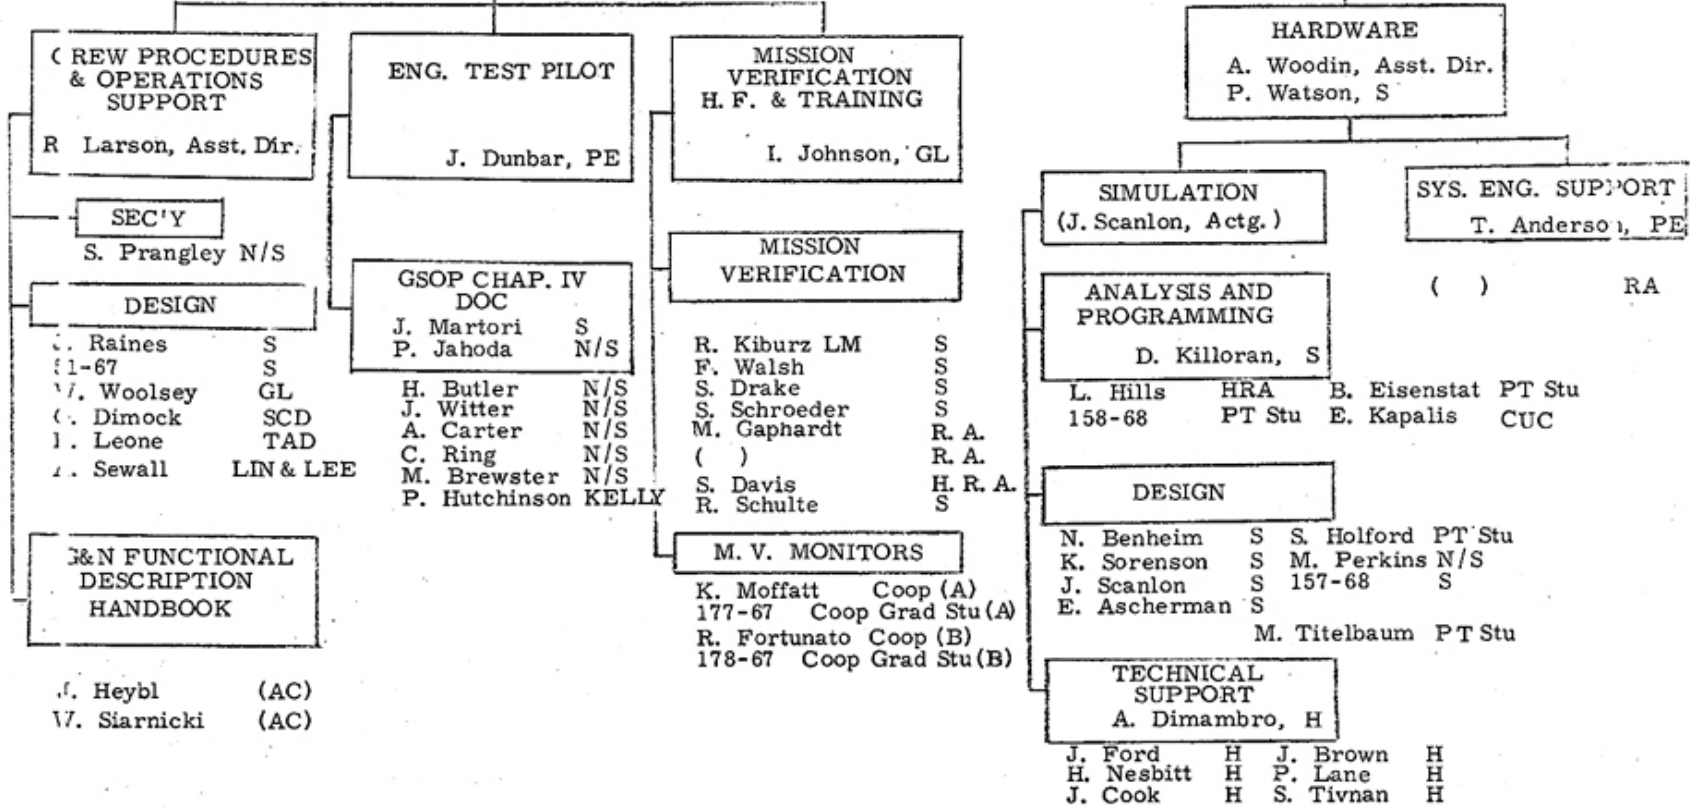 CREW PROCEDURES
& OPERATIONS
SUPPORT
R Larson, Asst. Dir.
SEC'Y
S. Prangley N/S
DESIGN
Raines S
1-67 S
Woolsey GL
Dimock SCD
Leone TAD
Sewall LIN & LEE
G&N FUNCTIONAL
DESCRIPTION
HANDBOOK
J. Heybl (AC)
W. Siarnicki (AC)
ENG. TEST PILOT
J. Dunbar, PE
GSOP CHAP. IV
DOC
J. Martori S
P. Jahoda N/S
H. Butler N/S
J. Witter N/S
A. Carter N/S
C. Ring N/S
M. Brewster N/S
P. Hutchinson KELLY
MISSION
VERIFICATION
H. F. & TRAINING
I. Johnson, GL
MISSION
VERIFICATION
R. Kiburz LM S
F. Walsh S
S. Drake S
S. Schroeder S
M. Gaphardt R. A.
( ) R. A.
S. Davis H. R. A.
R. Schulte S
M. V. MONITORS
K. Moffatt Coop (A)
177-67 Coop Grad Stu (A)
R. Fortunato Coop (B)
178-67 Coop Grad Stu (B)
HARDWARE
A. Woodin, Asst. Dir.
P. Watson, S
SIMULATION
(J. Scanlon, Actg.)
ANALYSIS AND
PROGRAMMING
D. Killoran, S
L. Hills HRA B. Eisenstat PT Stu
158-68 PT Stu E. Kapalis CUC
DESIGN
N. Benheim S S. Holford PT Stu
K. Sorenson S M. Perkins N/S
J. Scanlon S 157-68 S
E. Ascherman S
M. Titelbaum PT Stu
TECHNICAL
SUPPORT
A. Dimambro, H
J. Ford H J. Brown H
H. Nesbitt H P. Lane H
J. Cook H S. Tivnan H
SYS. ENG. SUPPORT
T. Anderson, PE
( ) RA